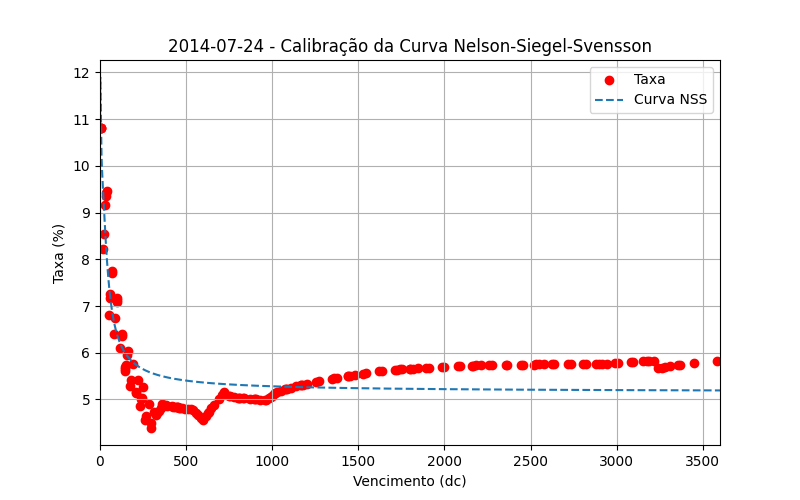 2014-07-24 - Calibração da Curva Nelson-Siegel-Svensson
Taxa
Curva NSS
Taxa (%)
12
11
10
9
8
7
6
5
0 500 1000 1500 2000 2500 3000 3500
Vencimento (dc)